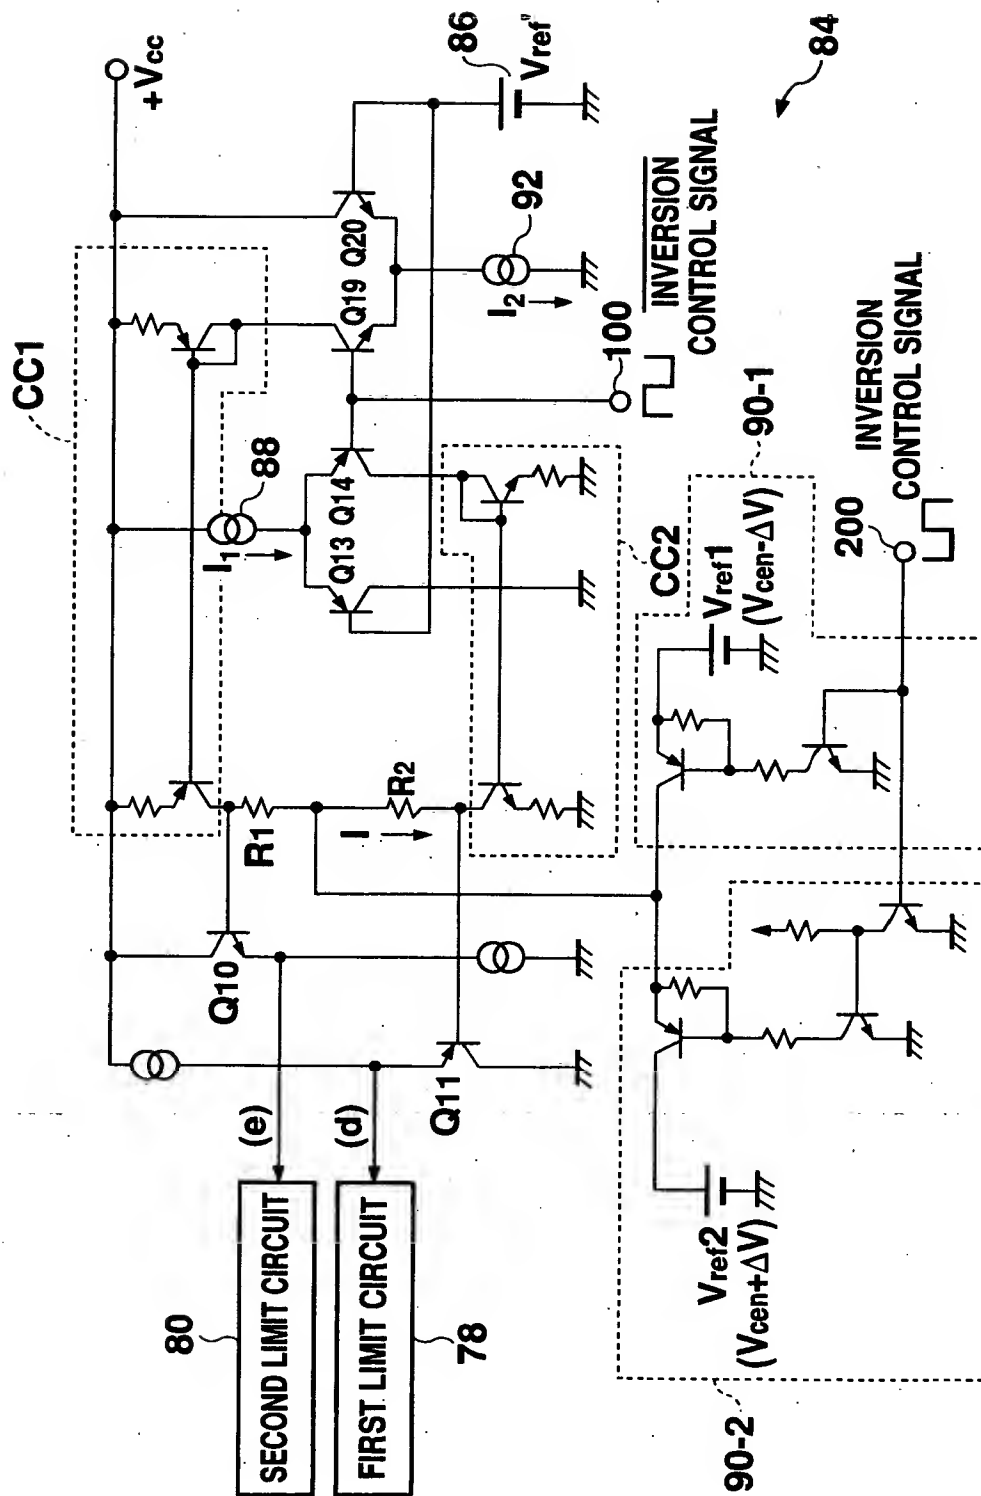 CC1
+Vcc
88
I1
Q13 Q14
Q19 Q20
86
Vref"
I2
92
100
INVERSION
CONTROL SIGNAL
84
R1
I
R2
CC2
Q10
Q11
(e)
(d)
80
SECOND LIMIT CIRCUIT
FIRST LIMIT CIRCUIT
78
90-1
Vref1
(Vcen-ΔV)
200
INVERSION
CONTROL SIGNAL
Vref2
(Vcen+ΔV)
90-2